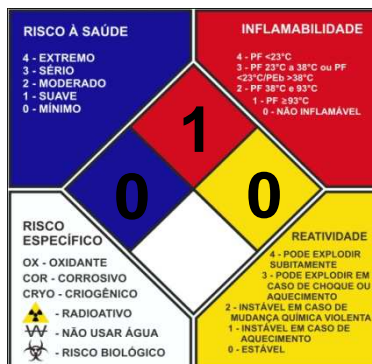 RISCO À SAÚDE
4 - EXTREMO
3 - SÉRIO
2 - MODERADO
1 - SUAVE
0 - MÍNIMO
INFLAMABILIDADE
4 - PF <23°C
3 - PF 23°C a 38°C ou PF
<23°C/PEb >38°C
2 - PF 38°C e 93°C
1 - PF ≥93°C
0 - NÃO INFLAMÁVEL
1
0
0
RISCO
ESPECÍFICO
OX - OXIDANTE
COR - CORROSIVO
CRYO - CRIOGÊNICO
- RADIOATIVO
W - NÃO USAR ÁGUA
- RISCO BIOLÓGICO
REATIVIDADE
4 - PODE EXPLODIR
SUBITAMENTE
3 - PODE EXPLODIR EM
CASO DE CHOQUE OU
AQUECIMENTO
2 - INSTÁVEL EM CASO DE
MUDANÇA QUÍMICA VIOLENTA
1 - INSTÁVEL EM CASO DE
AQUECIMENTO
0 - ESTÁVEL